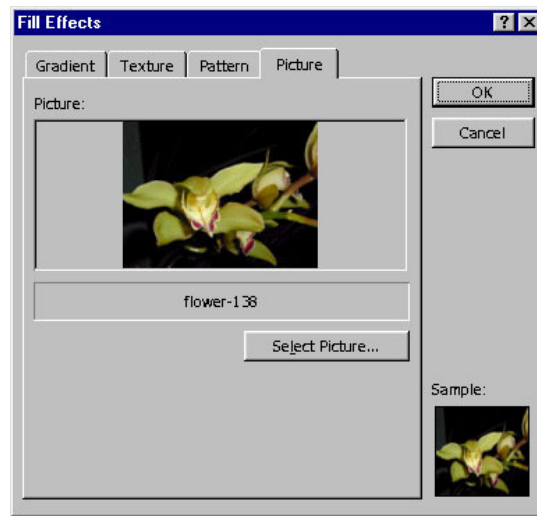 Fill Effects
Gradient Texture Pattern Picture
OK
Picture:
Cancel
flower-138
Select Picture...
Sample: